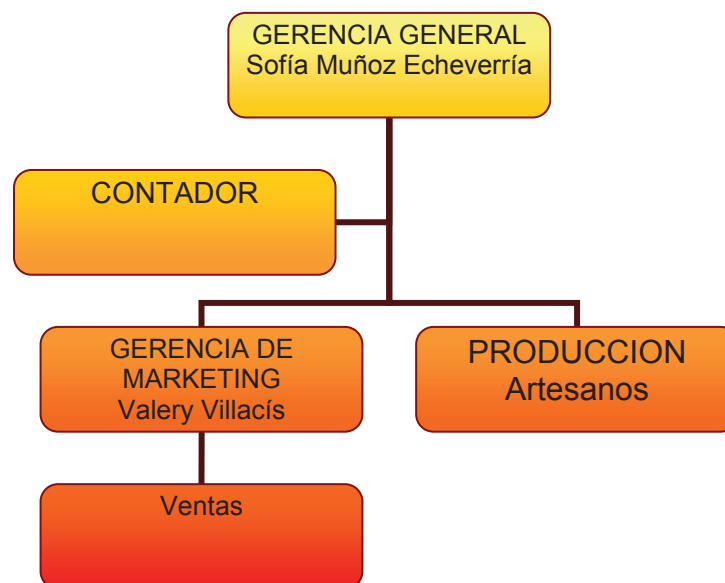 GERENCIA GENERAL
Sofía Muñoz Echeverría
CONTADOR
GERENCIA DE
MARKETING
Valery Villacís
PRODUCCION
Artesanos
Ventas